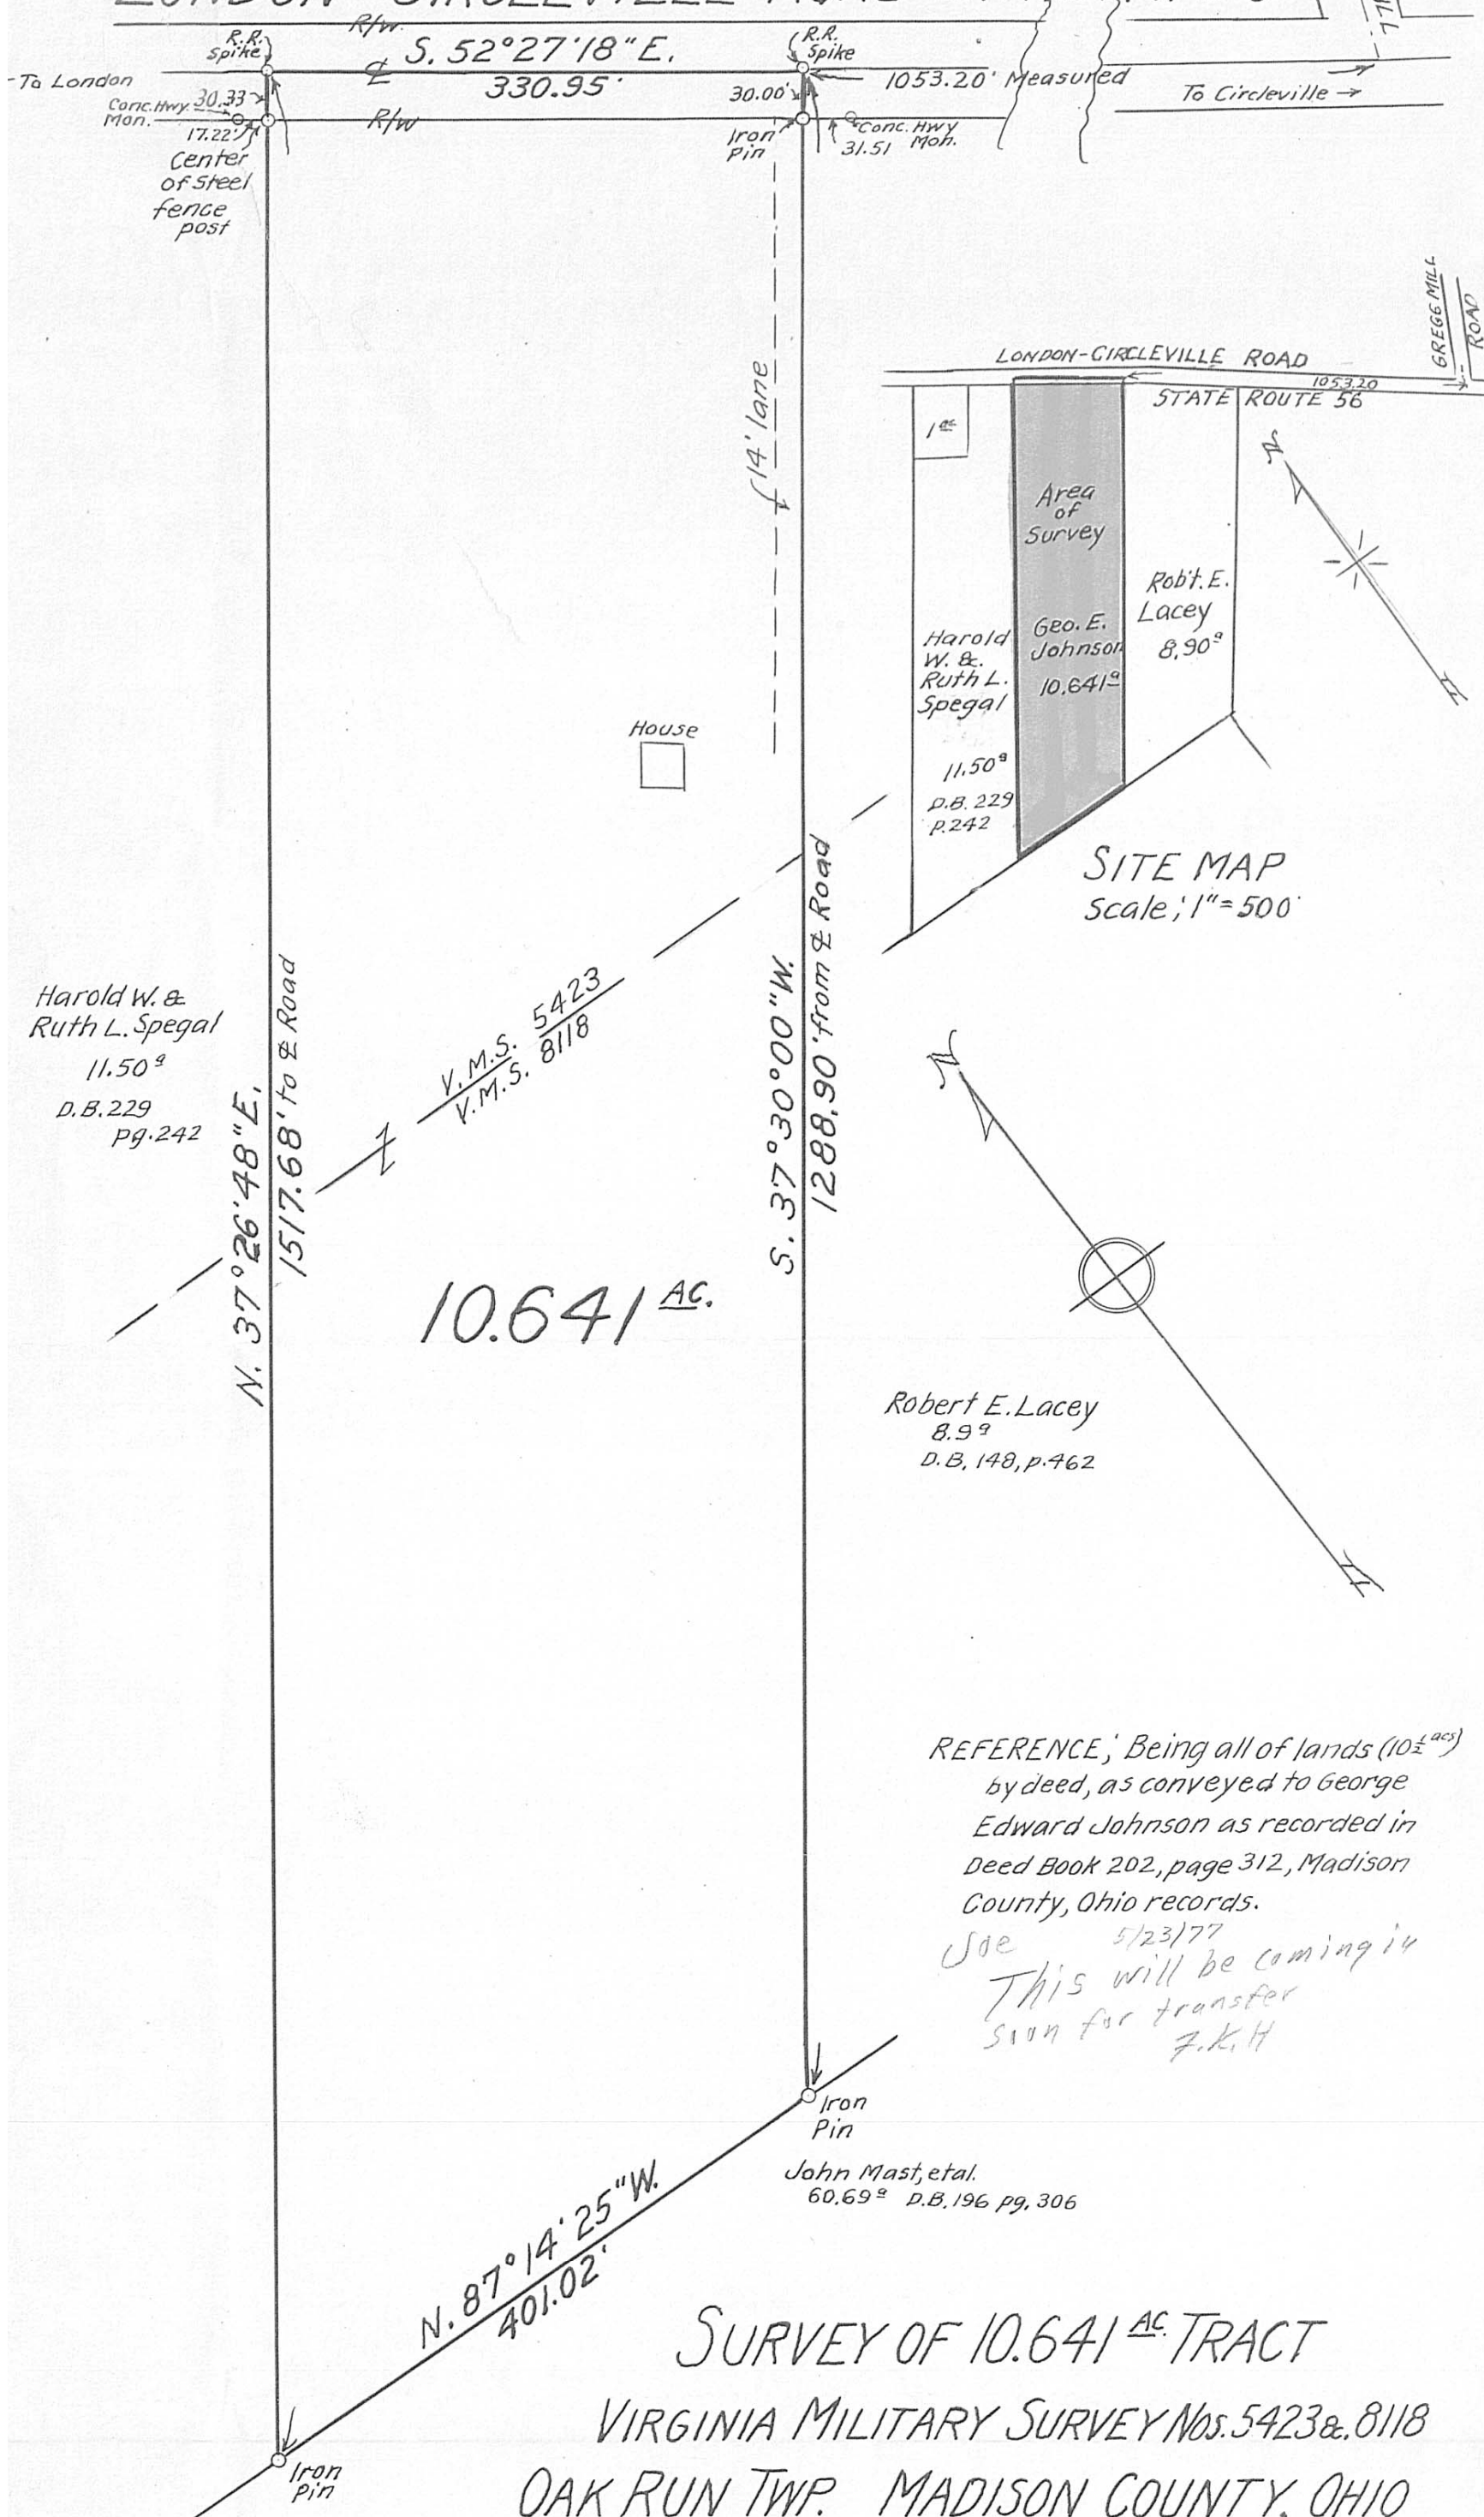 R/W
R.R.
Spike
S. 52°27'18"E.
℄
330.95'
R.R.
Spike
To London
1053.20' Measured
To Circleville →
Conc. Hwy.
Mon.
30.33
17.22'
R/W
30.00'
Iron
Pin
Conc. Hwy
Mon.
31.51
Center
of Steel
fence
post
14' lane
House
GREGG MILL
ROAD
LONDON-CIRCLEVILLE ROAD
1053.20
STATE ROUTE 56
1ac
Area
of
Survey
Geo. E.
Johnson
10.641a
Rob't. E.
Lacey
8.90a
Harold
W. &
Ruth L.
Spegal
11.50a
D.B. 229
P.242
N
SITE MAP
Scale; 1"=500'
Harold W. &
Ruth L. Spegal
11.50a
D.B. 229
pg. 242
N. 37°26'48"E.
1517.68' to ℄ Road
V.M.S. 5423
V.M.S. 8118
S. 37°30'00"W.
1288.90' from ℄ Road
N
10.641 AC.
Robert E. Lacey
8.9a
D.B. 148, p.462
REFERENCE; Being all of lands (10½ acs)
by deed, as conveyed to George
Edward Johnson as recorded in
Deed Book 202, page 312, Madison
County, Ohio records.
Joe 5/23/77
This will be coming in
soon for transfer
F.K.H
Iron
Pin
John Mast, etal.
60.69a D.B. 196 pg. 306
N. 87°14'25"W.
401.02'
Iron
Pin
SURVEY OF 10.641 AC. TRACT
VIRGINIA MILITARY SURVEY Nos. 5423 & 8118
OAK RUN TWP. MADISON COUNTY, OHIO